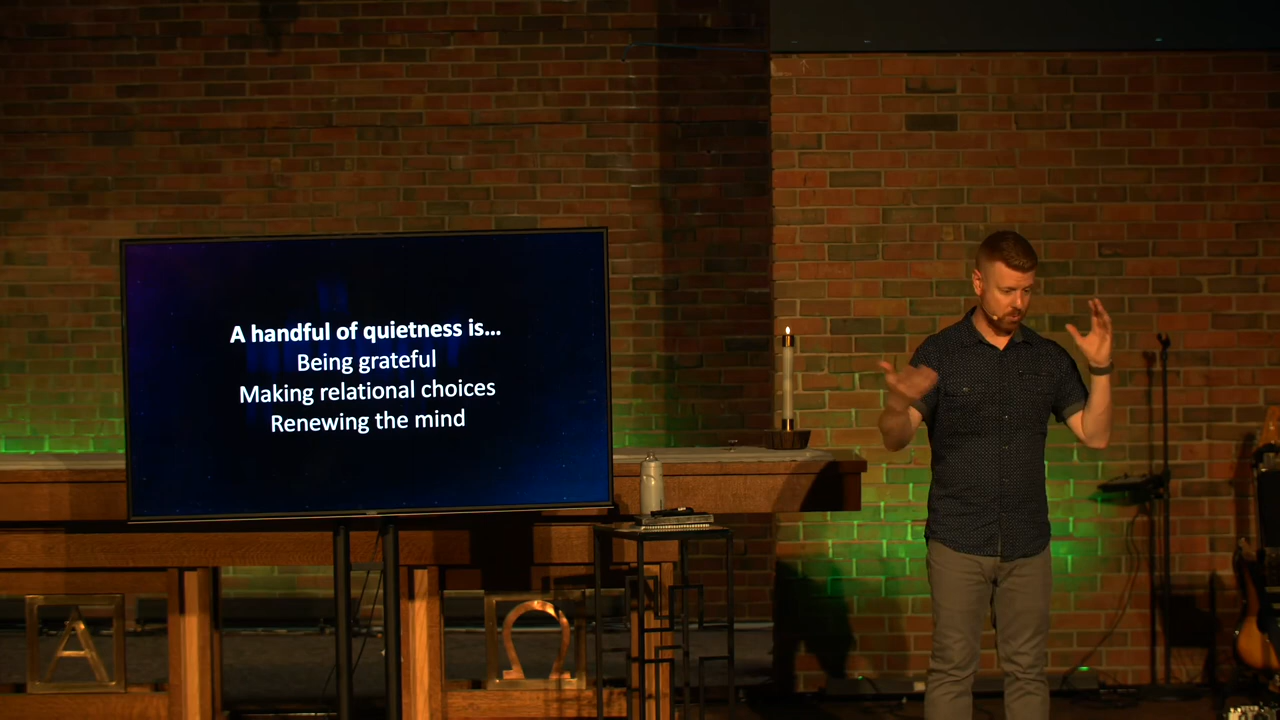 A handful of quietness is...
Being grateful
Making relational choices
Renewing the mind
Α
Ω